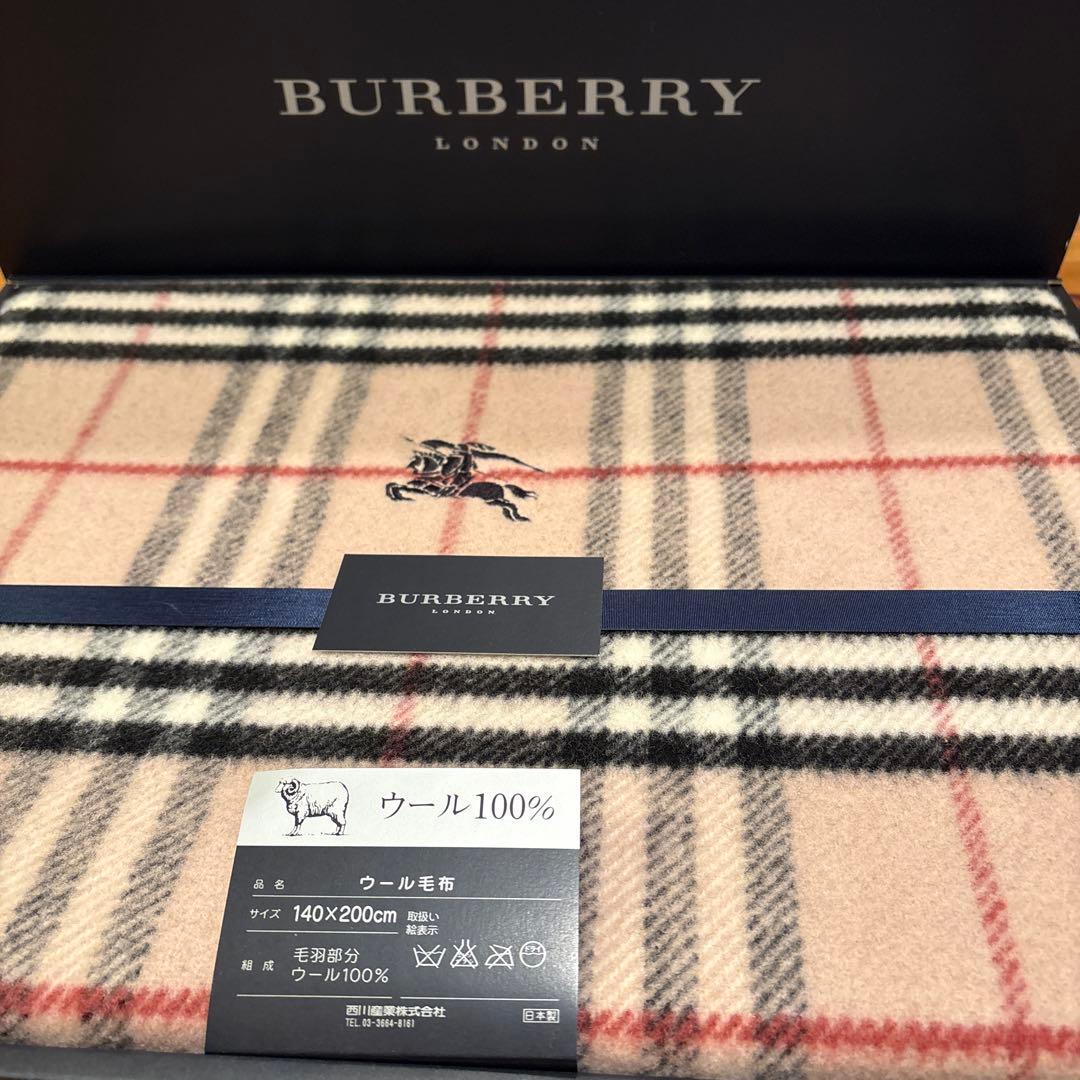 BURBERRY
LONDON
BURBERRY
LONDON
ウール100%
品名 ウール毛布
サイズ 140×200cm 取扱い
絵表示
組成 毛羽部分
ウール100%
西川産業株式会社
TEL.03-3664-8161
日本製